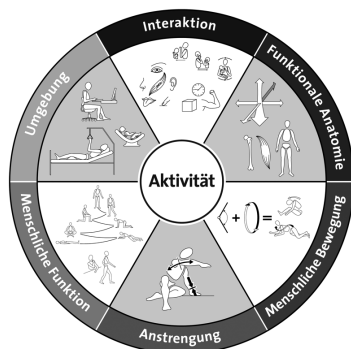 Interaktion
Funktionale Anatomie
Menschliche Bewegung
Anstrengung
Menschliche Funktion
Umgebung
Aktivität
+ =